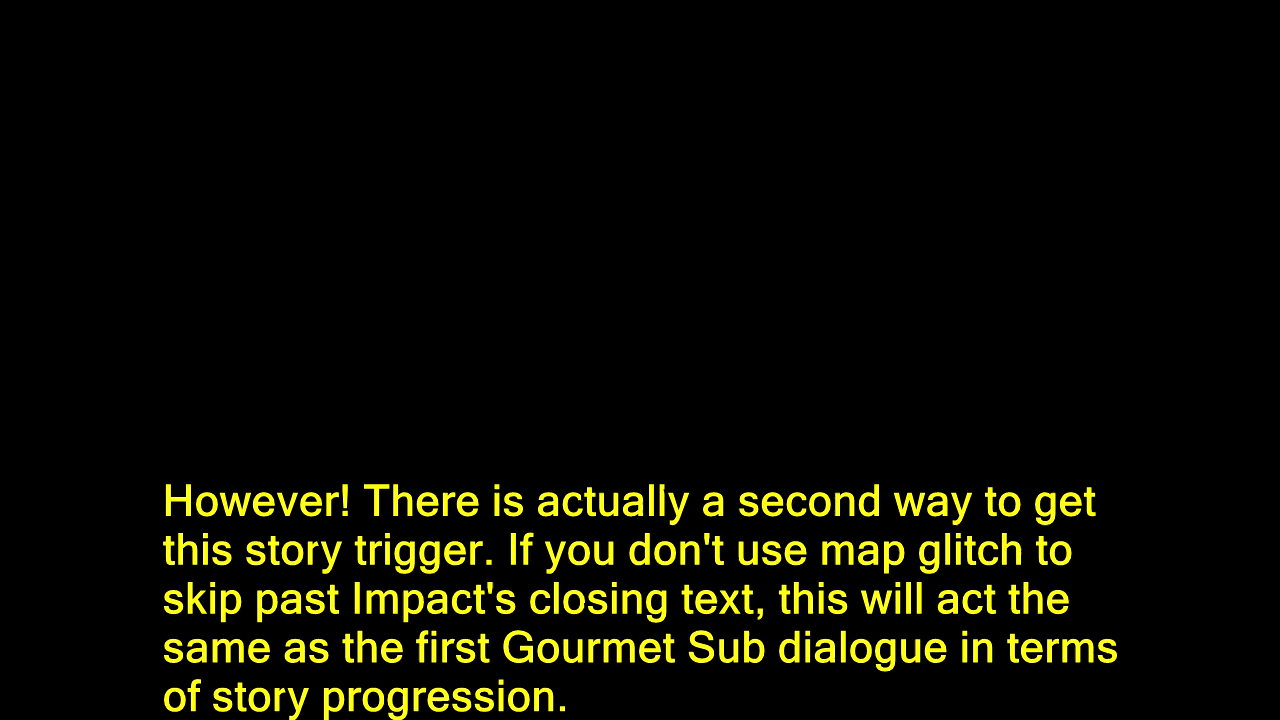 However! There is actually a second way to get
this story trigger. If you don't use map glitch to
skip past Impact's closing text, this will act the
same as the first Gourmet Sub dialogue in terms
of story progression.